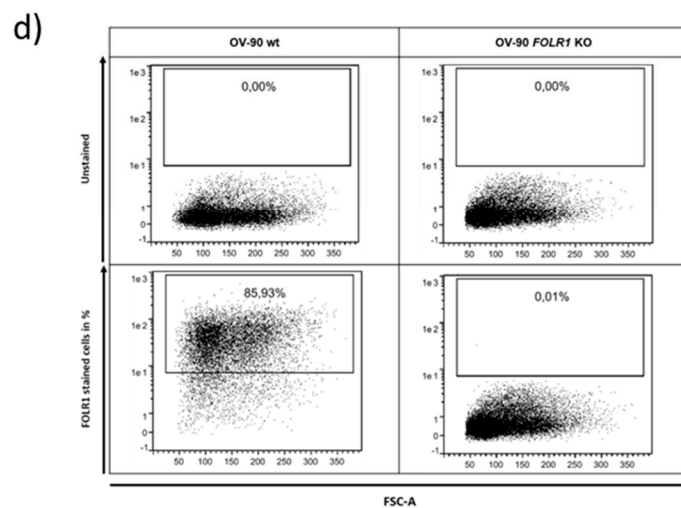 d)
OV-90 wt
OV-90 FOLR1 KO
Unstained
1e3
1e2
1e1
1
0
-1
0,00%
50 100 150 200 250 300 350
1e3
1e2
1e1
1
0
-1
0,00%
50 100 150 200 250 300 350
FOLR1 stained cells in %
1e3
1e2
1e1
1
0
-1
85,93%
50 100 150 200 250 300 350
1e3
1e2
1e1
1
0
-1
0,01%
50 100 150 200 250 300 350
FSC-A